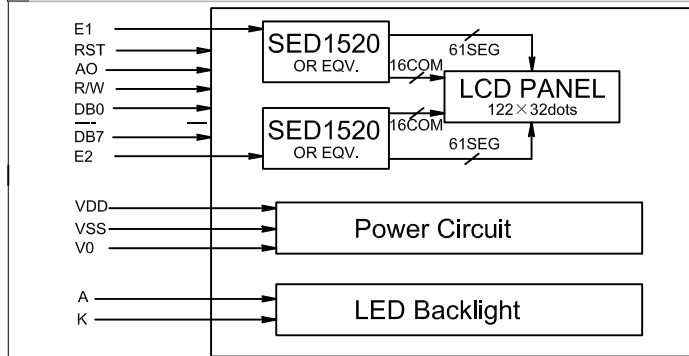 E1
RST
AO
R/W
DB0
DB7
E2
VDD
VSS
V0
A
K
SED1520
OR EQV.
61SEG
16COM
LCD PANEL
122×32dots
SED1520
OR EQV.
16COM
61SEG
Power Circuit
LED Backlight